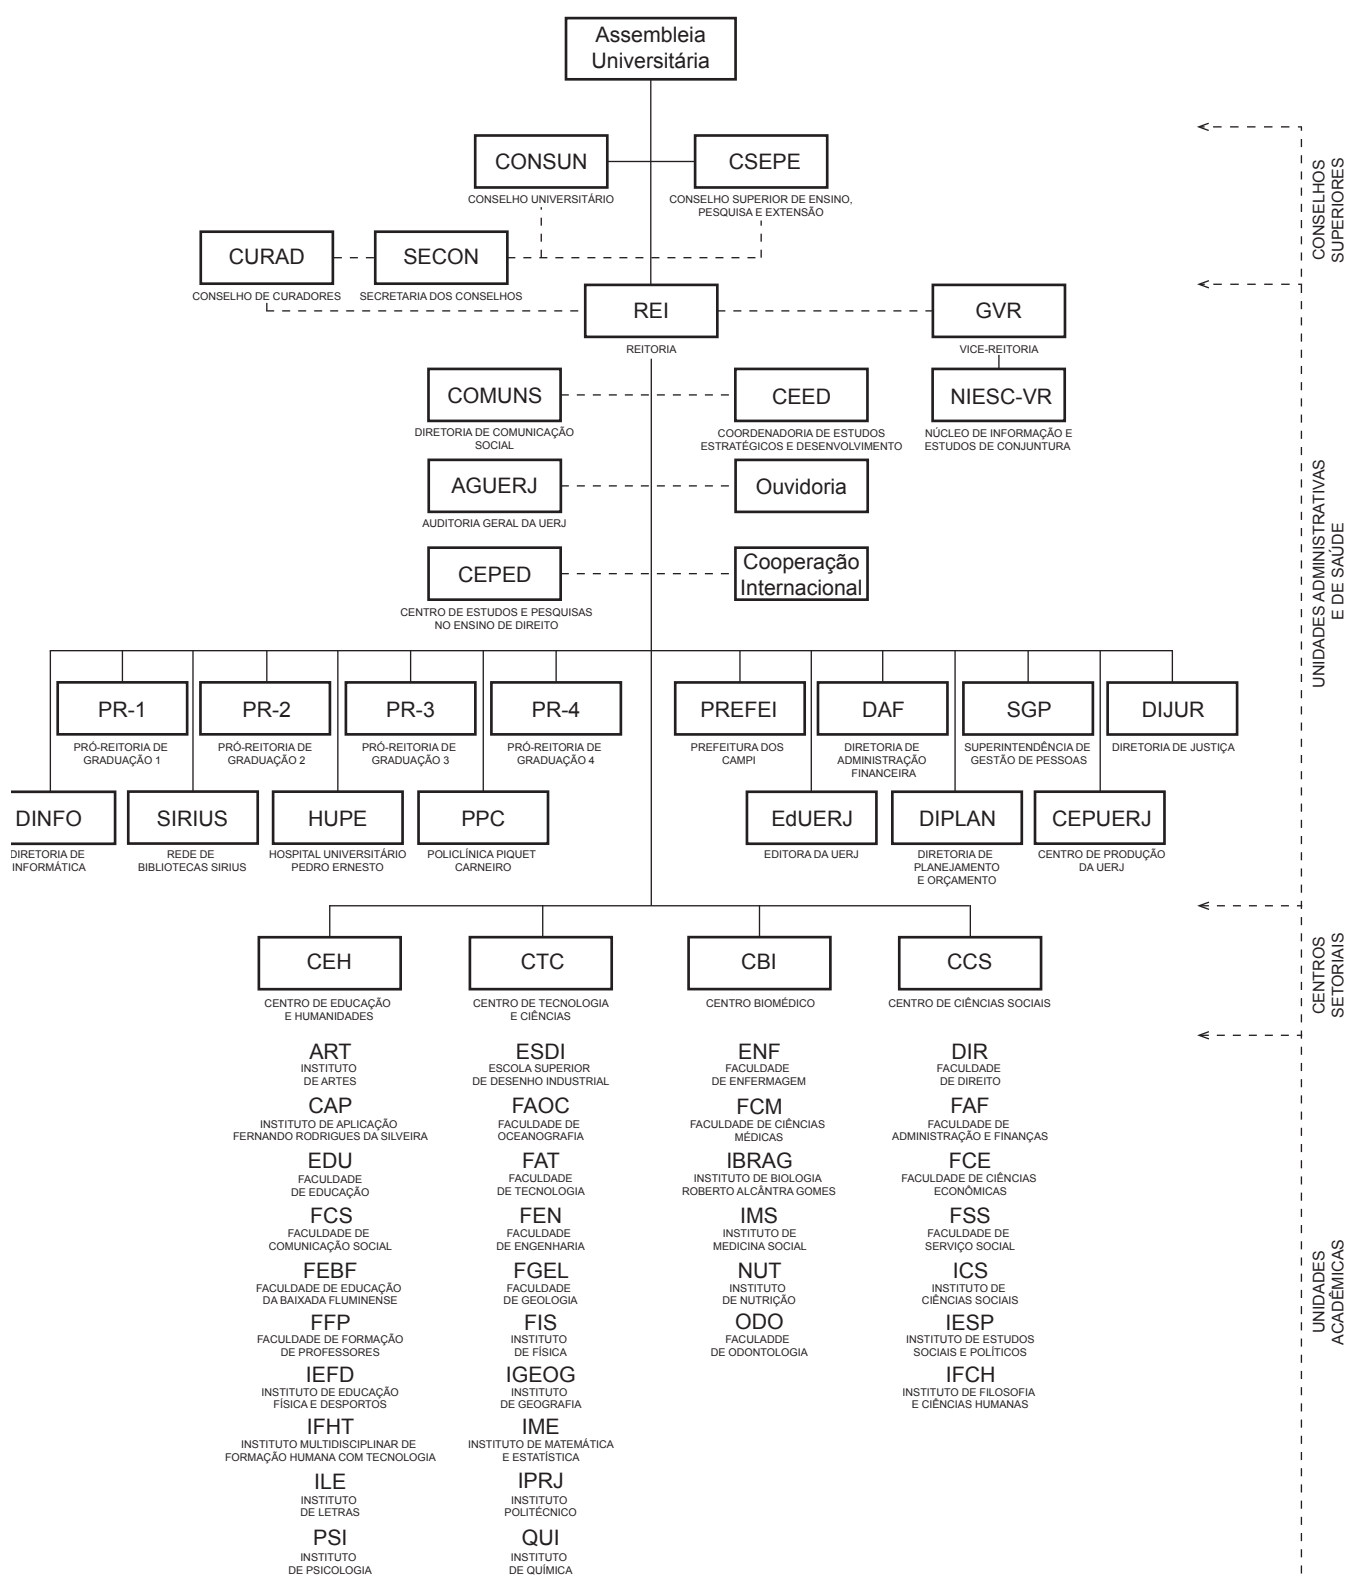 Assembleia
Universitária
CONSUN
CONSELHO UNIVERSITÁRIO
CSEPE
CONSELHO SUPERIOR DE ENSINO,
PESQUISA E EXTENSÃO
CURAD
CONSELHO DE CURADORES
SECON
SECRETARIA DOS CONSELHOS
CONSELHOS
SUPERIORES
REI
REITORIA
GVR
VICE-REITORIA
COMUNS
DIRETORIA DE COMUNICAÇÃO
SOCIAL
CEED
COORDENADORIA DE ESTUDOS
ESTRATÉGICOS E DESENVOLVIMENTO
NIESC-VR
NÚCLEO DE INFORMAÇÃO E
ESTUDOS DE CONJUNTURA
AGUERJ
AUDITORIA GERAL DA UERJ
Ouvidoria
CEPED
CENTRO DE ESTUDOS E PESQUISAS
NO ENSINO DE DIREITO
Cooperação
Internacional
UNIDADES ADMINISTRATIVAS
E DE SAÚDE
PR-1
PRÓ-REITORIA DE
GRADUAÇÃO 1
PR-2
PRÓ-REITORIA DE
GRADUAÇÃO 2
PR-3
PRÓ-REITORIA DE
GRADUAÇÃO 3
PR-4
PRÓ-REITORIA DE
GRADUAÇÃO 4
PREFEI
PREFEITURA DOS
CAMPI
DAF
DIRETORIA DE
ADMINISTRAÇÃO
FINANCEIRA
SGP
SUPERINTENDÊNCIA DE
GESTÃO DE PESSOAS
DIJUR
DIRETORIA DE JUSTIÇA
DINFO
DIRETORIA DE
INFORMÁTICA
SIRIUS
REDE DE
BIBLIOTECAS SIRIUS
HUPE
HOSPITAL UNIVERSITÁRIO
PEDRO ERNESTO
PPC
POLICLÍNICA PIQUET
CARNEIRO
EdUERJ
EDITORA DA UERJ
DIPLAN
DIRETORIA DE
PLANEJAMENTO
E ORÇAMENTO
CEPUERJ
CENTRO DE PRODUÇÃO
DA UERJ
CENTROS
SETORIAIS
CEH
CENTRO DE EDUCAÇÃO
E HUMANIDADES
CTC
CENTRO DE TECNOLOGIA
E CIÊNCIAS
CBI
CENTRO BIOMÉDICO
CCS
CENTRO DE CIÊNCIAS SOCIAIS
UNIDADES
ACADÊMICAS
ART
INSTITUTO
DE ARTES
CAP
INSTITUTO DE APLICAÇÃO
FERNANDO RODRIGUES DA SILVEIRA
EDU
FACULDADE
DE EDUCAÇÃO
FCS
FACULDADE DE
COMUNICAÇÃO SOCIAL
FEBF
FACULDADE DE EDUCAÇÃO
DA BAIXADA FLUMINENSE
FFP
FACULDADE DE FORMAÇÃO
DE PROFESSORES
IEFD
INSTITUTO DE EDUCAÇÃO
FÍSICA E DESPORTOS
IFHT
INSTITUTO MULTIDISCIPLINAR DE
FORMAÇÃO HUMANA COM TECNOLOGIA
ILE
INSTITUTO
DE LETRAS
PSI
INSTITUTO
DE PSICOLOGIA
ESDI
ESCOLA SUPERIOR
DE DESENHO INDUSTRIAL
FAOC
FACULDADE DE
OCEANOGRAFIA
FAT
FACULDADE
DE TECNOLOGIA
FEN
FACULDADE
DE ENGENHARIA
FGEL
FACULDADE
DE GEOLOGIA
FIS
INSTITUTO
DE FÍSICA
IGEOG
INSTITUTO
DE GEOGRAFIA
IME
INSTITUTO DE MATEMÁTICA
E ESTATÍSTICA
IPRJ
INSTITUTO
POLITÉCNICO
QUI
INSTITUTO
DE QUÍMICA
ENF
FACULDADE
DE ENFERMAGEM
FCM
FACULDADE DE CIÊNCIAS
MÉDICAS
IBRAG
INSTITUTO DE BIOLOGIA
ROBERTO ALCÂNTRA GOMES
IMS
INSTITUTO DE
MEDICINA SOCIAL
NUT
INSTITUTO
DE NUTRIÇÃO
ODO
FACULADDE
DE ODONTOLOGIA
DIR
FACULDADE
DE DIREITO
FAF
FACULDADE DE
ADMINISTRAÇÃO E FINANÇAS
FCE
FACULDADE DE CIÊNCIAS
ECONÔMICAS
FSS
FACULDADE DE
SERVIÇO SOCIAL
ICS
INSTITUTO DE
CIÊNCIAS SOCIAIS
IESP
INSTITUTO DE ESTUDOS
SOCIAIS E POLÍTICOS
IFCH
INSTITUTO DE FILOSOFIA
E CIÊNCIAS HUMANAS